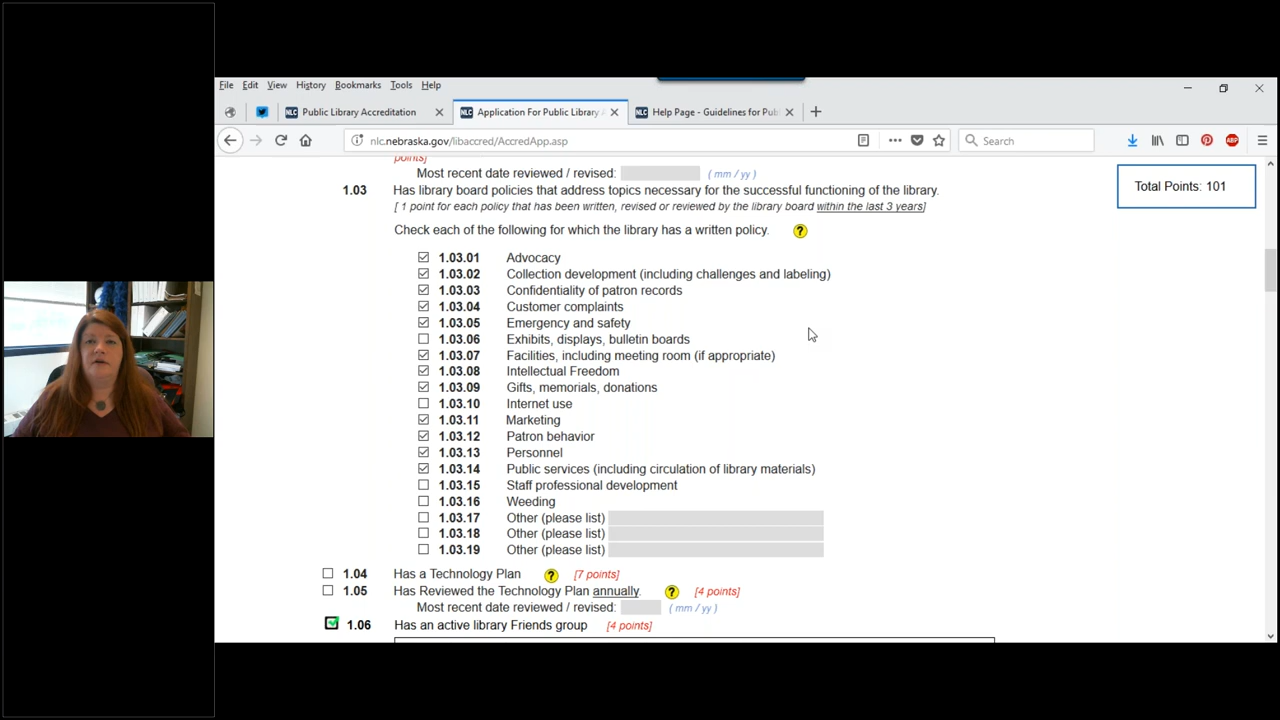 File Edit View History Bookmarks Tools Help
NLC Public Library Accreditation
NLC Application For Public Library A
NLC Help Page - Guidelines for Pub
nlc.nebraska.gov/libaccred/AccredApp.asp
Search
ABP
points]
Most recent date reviewed / revised: ( mm / yy )
Total Points: 101
1.03 Has library board policies that address topics necessary for the successful functioning of the library.
[ 1 point for each policy that has been written, revised or reviewed by the library board within the last 3 years]
Check each of the following for which the library has a written policy. ?
1.03.01 Advocacy
1.03.02 Collection development (including challenges and labeling)
1.03.03 Confidentiality of patron records
1.03.04 Customer complaints
1.03.05 Emergency and safety
1.03.06 Exhibits, displays, bulletin boards
1.03.07 Facilities, including meeting room (if appropriate)
1.03.08 Intellectual Freedom
1.03.09 Gifts, memorials, donations
1.03.10 Internet use
1.03.11 Marketing
1.03.12 Patron behavior
1.03.13 Personnel
1.03.14 Public services (including circulation of library materials)
1.03.15 Staff professional development
1.03.16 Weeding
1.03.17 Other (please list)
1.03.18 Other (please list)
1.03.19 Other (please list)
1.04 Has a Technology Plan ? [7 points]
1.05 Has Reviewed the Technology Plan annually. ? [4 points]
Most recent date reviewed / revised: ( mm / yy )
1.06 Has an active library Friends group [4 points]